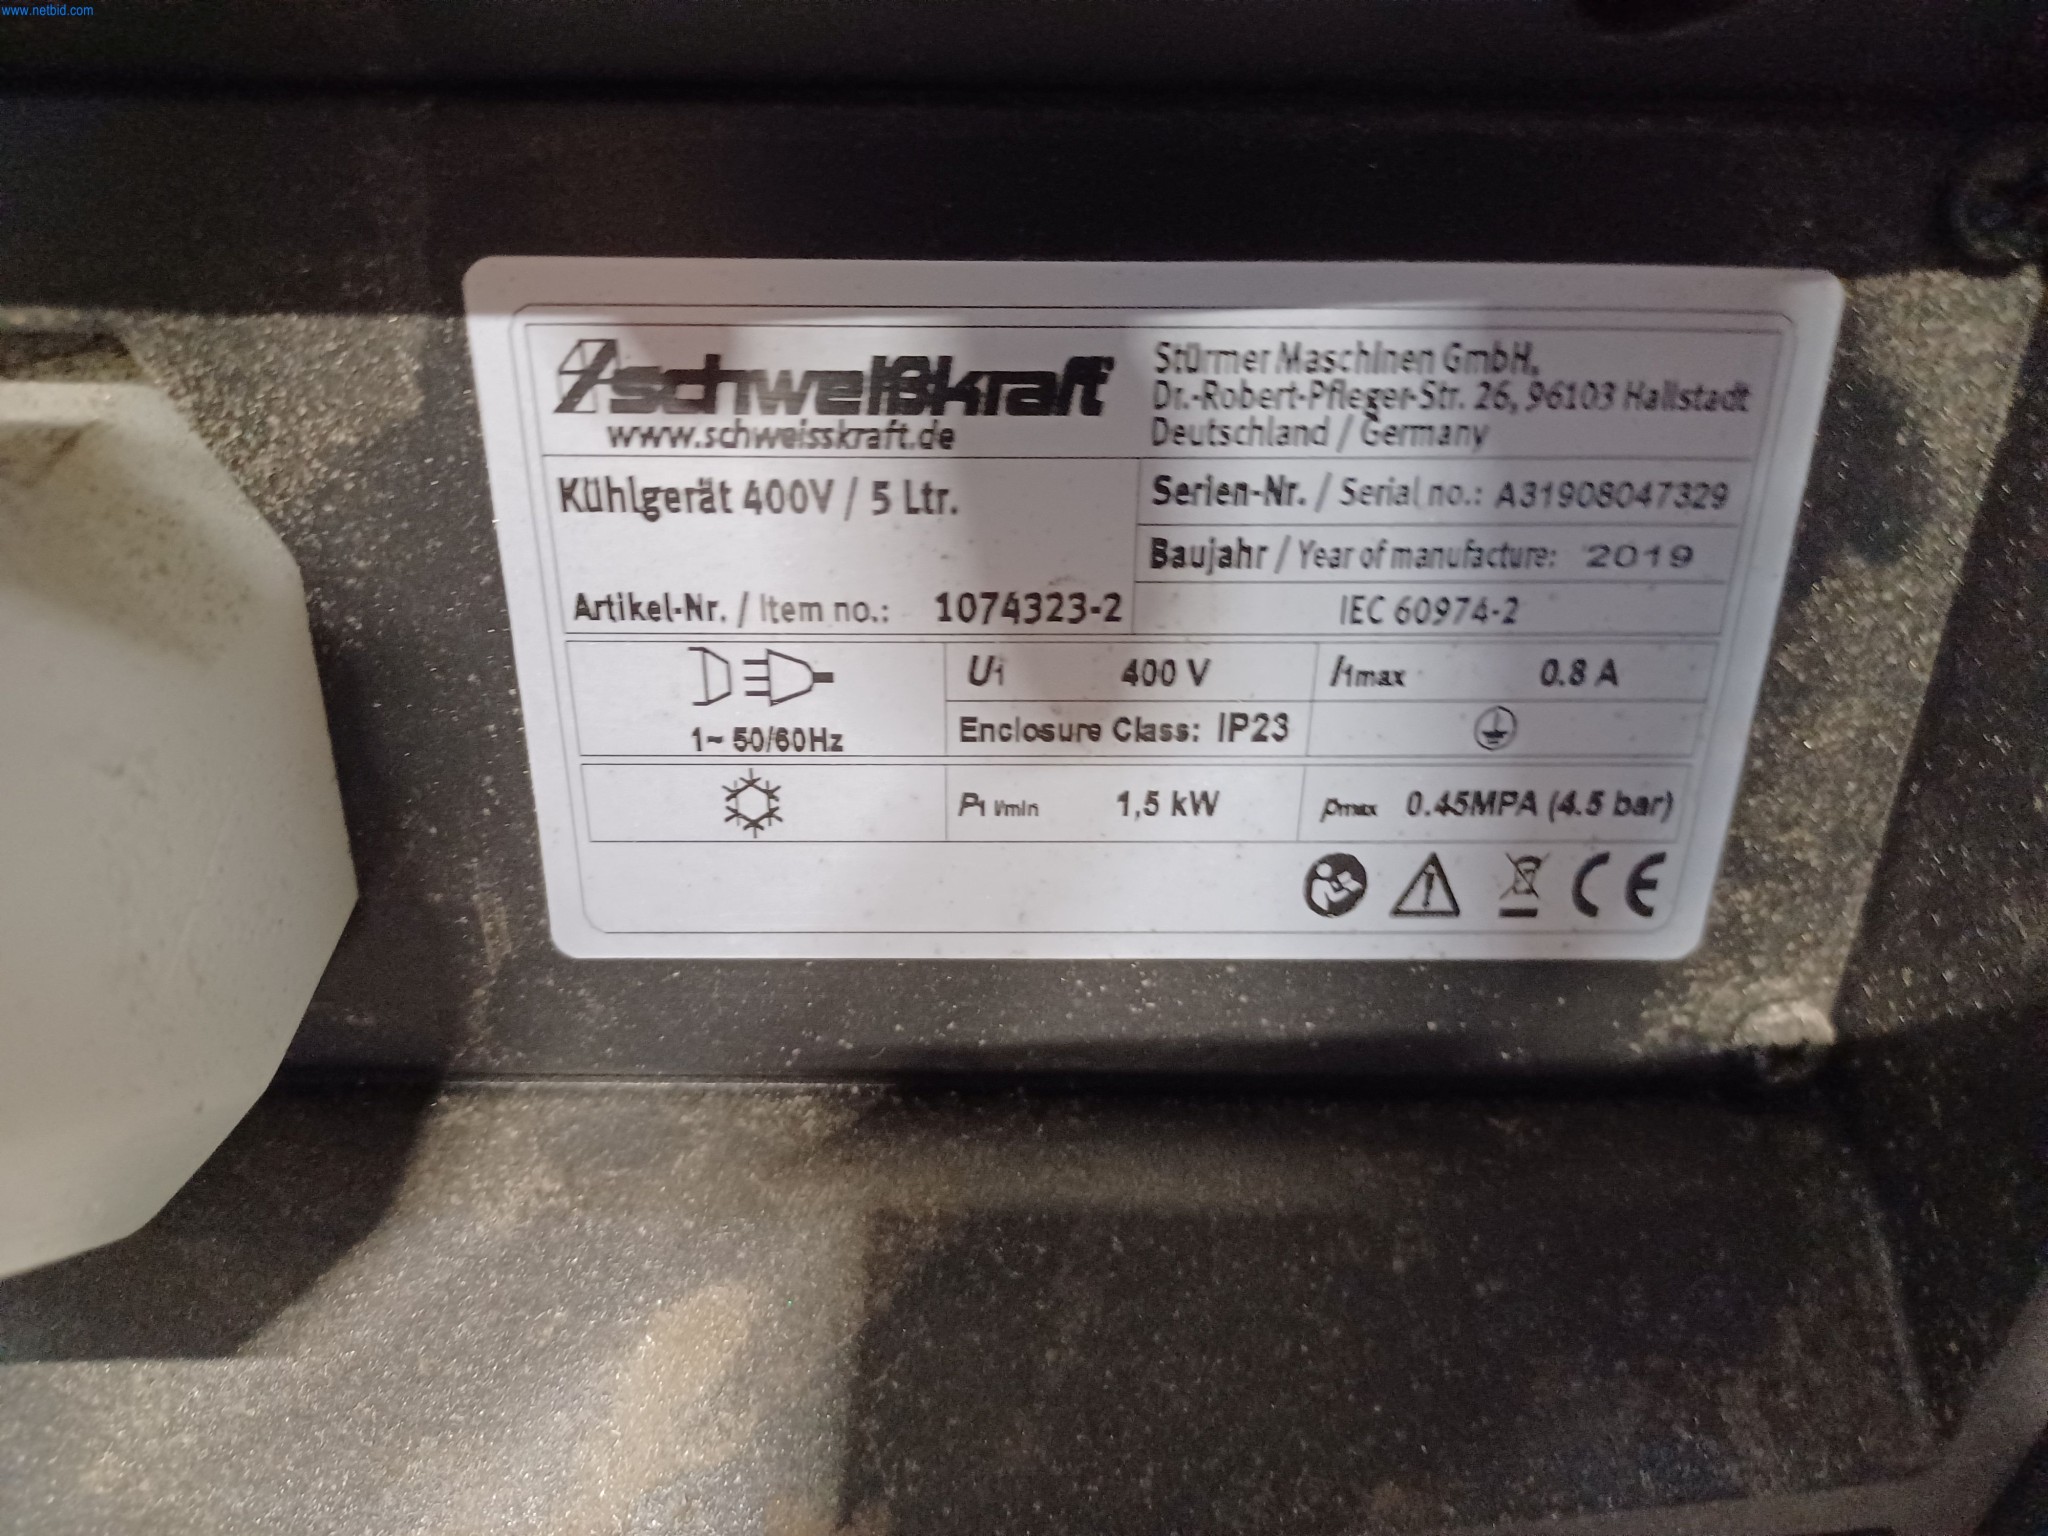 www.netbid.com
schweißkraft
www.schweisskraft.de
Stürmer Maschinen GmbH,
Dr.-Robert-Pfleger-Str. 26, 96103 Hallstadt
Deutschland / Germany
Kühlgerät 400V / 5 Ltr.
Artikel-Nr. / Item no.: 1074323-2
Serien-Nr. / Serial no.: A31908047329
Baujahr / Year of manufacture: 2019
IEC 60974-2
1~ 50/60Hz
U1 400 V
I1max 0.8 A
Enclosure Class: IP23
P1 l/min 1,5 kW
pmax 0.45MPA (4.5 bar)
CE